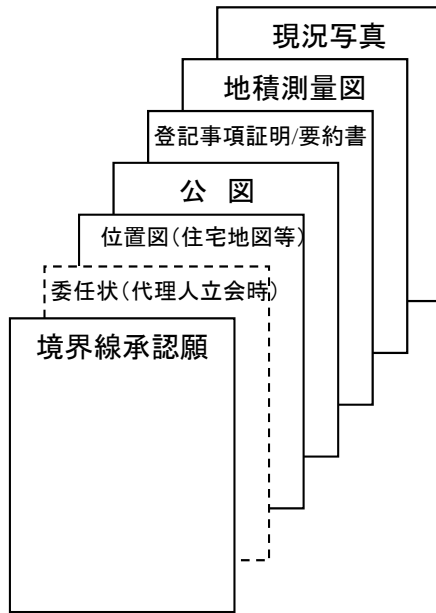 現況写真
地積測量図
登記事項証明/要約書
公 図
位置図(住宅地図等)
委任状(代理人立会時)
境界線承認願